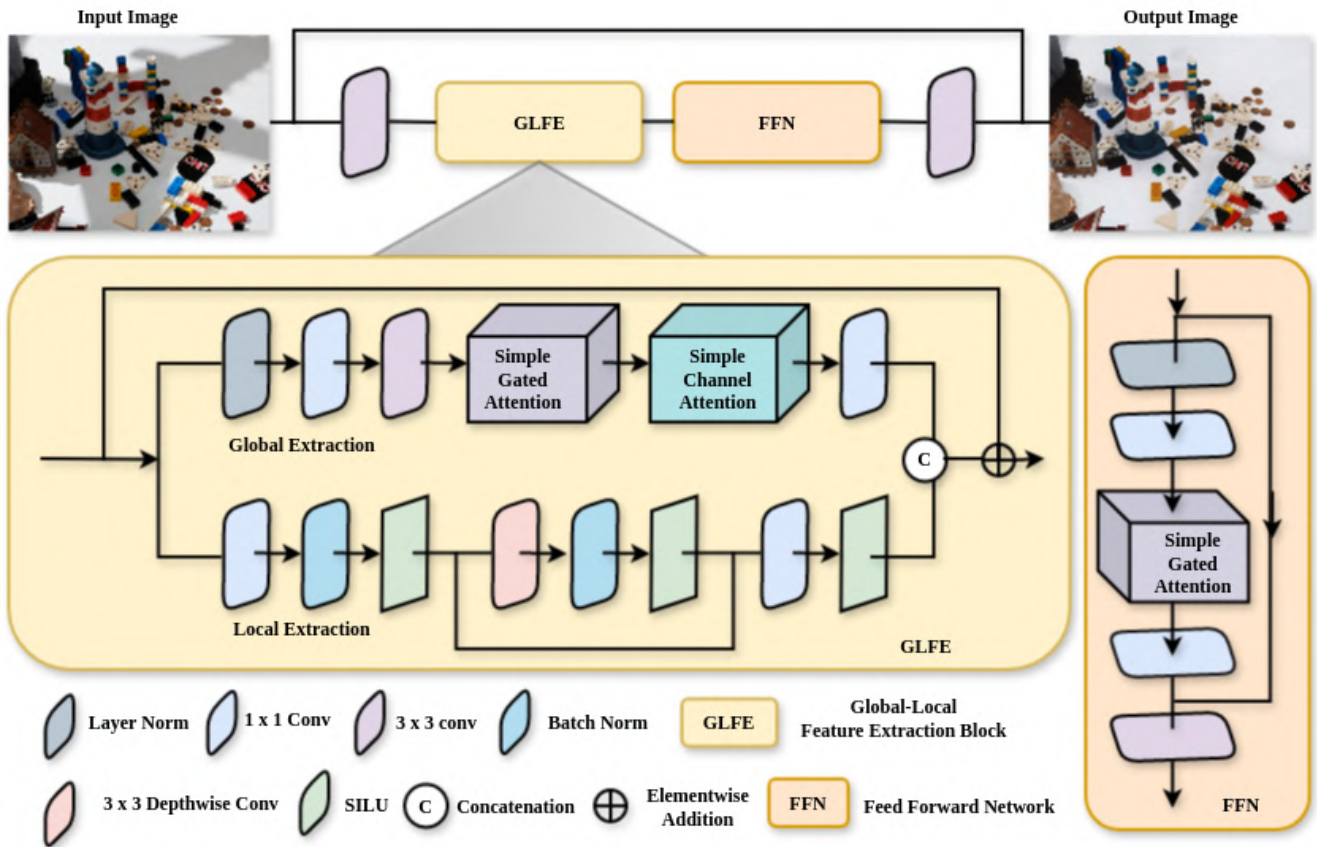 Input Image
Output Image
GLFE
FFN
Simple
Gated
Attention
Simple
Channel
Attention
Global Extraction
C
Simple
Gated
Attention
Local Extraction
GLFE
Layer Norm
1 x 1 Conv
3 x 3 conv
Batch Norm
GLFE
Global-Local
Feature Extraction Block
3 x 3 Depthwise Conv
SILU
C
Concatenation
Elementwise
Addition
FFN
Feed Forward Network
FFN